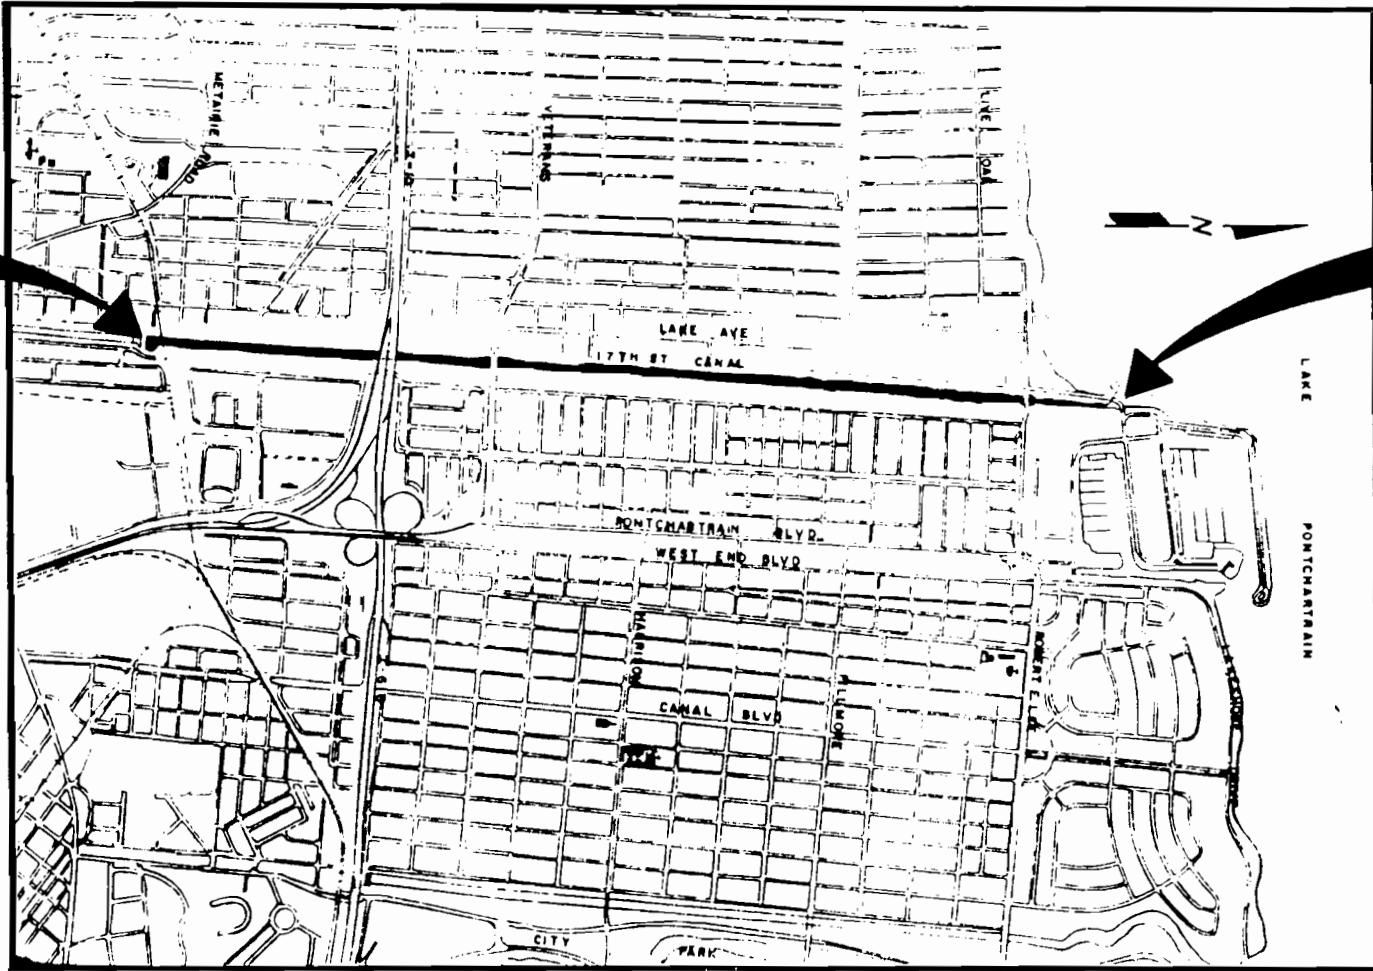 METAIRIE
ROAD
I-10
VETERANS
LIVE OAK
N
LAKE AVE
17TH ST CANAL
LAKE
PONTCHARTRAIN
PONTCHARTRAIN BLVD.
WEST END BLVD
HARRISON
CANAL BLVD
FILLMORE
ROBERT E. LEE
LAKESHORE
CITY
PARK